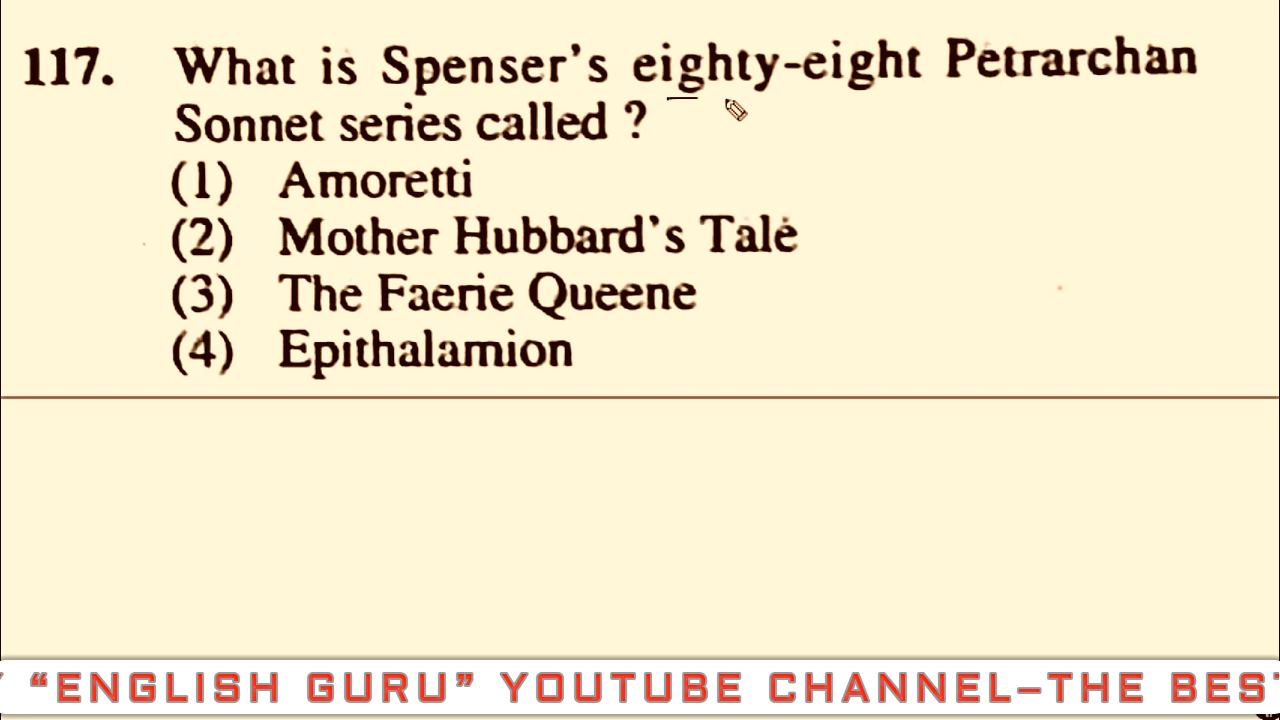 117. What is Spenser's eighty-eight Petrarchan
Sonnet series called ?
(1) Amoretti
(2) Mother Hubbard's Tale
(3) The Faerie Queene
(4) Epithalamion
"ENGLISH GURU" YOUTUBE CHANNEL–THE BEST